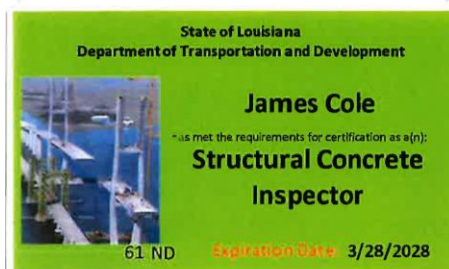 State of Louisiana
Department of Transportation and Development
James Cole
has met the requirements for certification as a(n):
Structural Concrete
Inspector
61 ND
Expiration Date: 3/28/2028